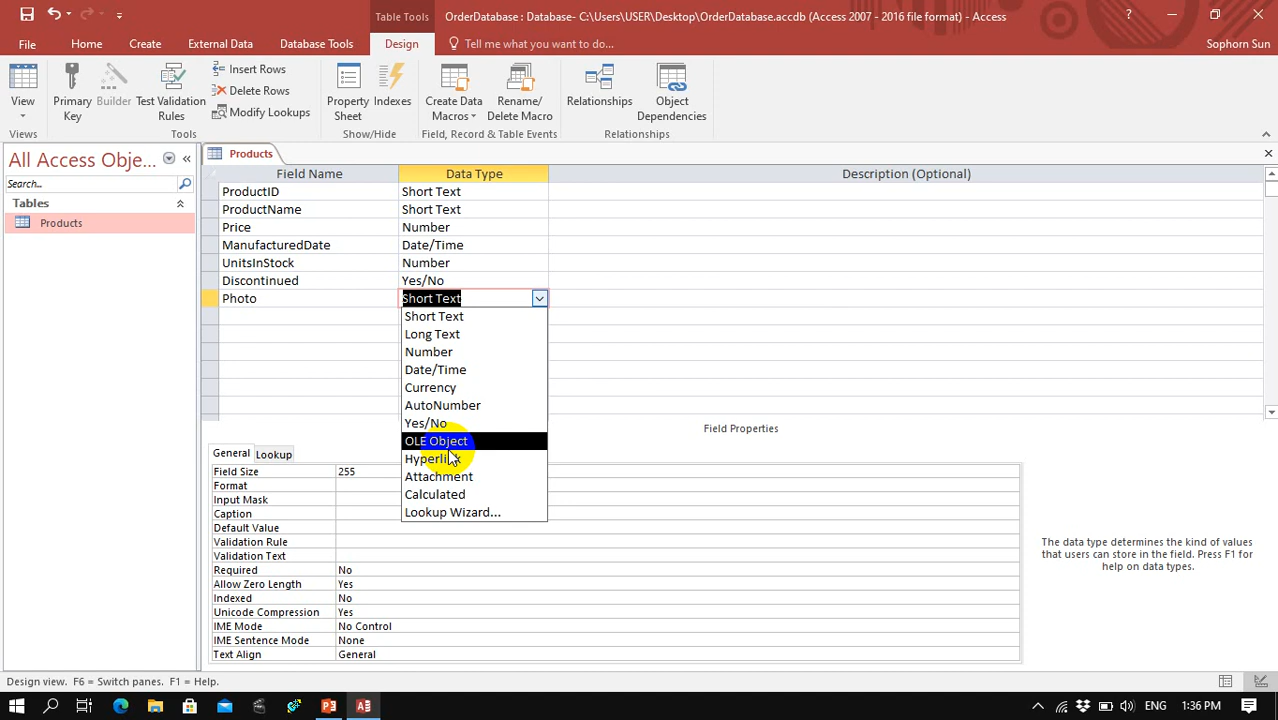 Table Tools
OrderDatabase : Database- C:\Users\USER\Desktop\OrderDatabase.accdb (Access 2007 - 2016 file format) - Access
?
File
Home
Create
External Data
Database Tools
Design
Tell me what you want to do...
Sophorn Sun
View
Primary Key
Builder
Test Validation Rules
Insert Rows
Delete Rows
Modify Lookups
Property Sheet
Indexes
Create Data Macros
Rename/ Delete Macro
Relationships
Object Dependencies
Views
Tools
Show/Hide
Field, Record & Table Events
Relationships
All Access Obje...
Search...
Tables
Products
Products
Field Name
Data Type
Description (Optional)
ProductID
Short Text
ProductName
Short Text
Price
Number
ManufacturedDate
Date/Time
UnitsInStock
Number
Discontinued
Yes/No
Photo
Short Text
Short Text
Long Text
Number
Date/Time
Currency
AutoNumber
Yes/No
OLE Object
Hyperlink
Attachment
Calculated
Lookup Wizard...
Field Properties
General
Lookup
Field Size
255
Format
Input Mask
Caption
Default Value
Validation Rule
Validation Text
Required
No
Allow Zero Length
Yes
Indexed
No
Unicode Compression
Yes
IME Mode
No Control
IME Sentence Mode
None
Text Align
General
The data type determines the kind of values
that users can store in the field. Press F1 for
help on data types.
Design view. F6 = Switch panes. F1 = Help.
ENG
1:36 PM